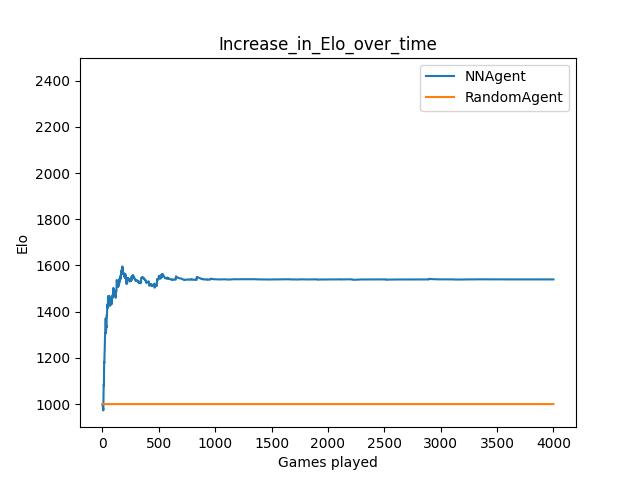 Increase_in_Elo_over_time
NNAgent
RandomAgent
2400
2200
2000
1800
1600
1400
1200
1000
Elo
0 500 1000 1500 2000 2500 3000 3500 4000
Games played